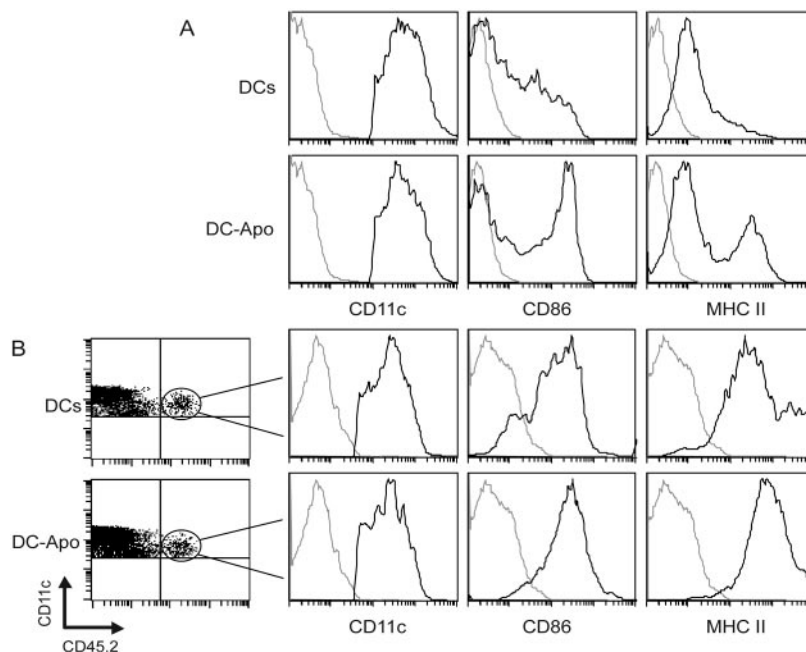 A
DCs
DC-Apo
CD11c CD86 MHC II
B
DCs
DC-Apo
CD11c CD86 MHC II
CD11c
CD45.2